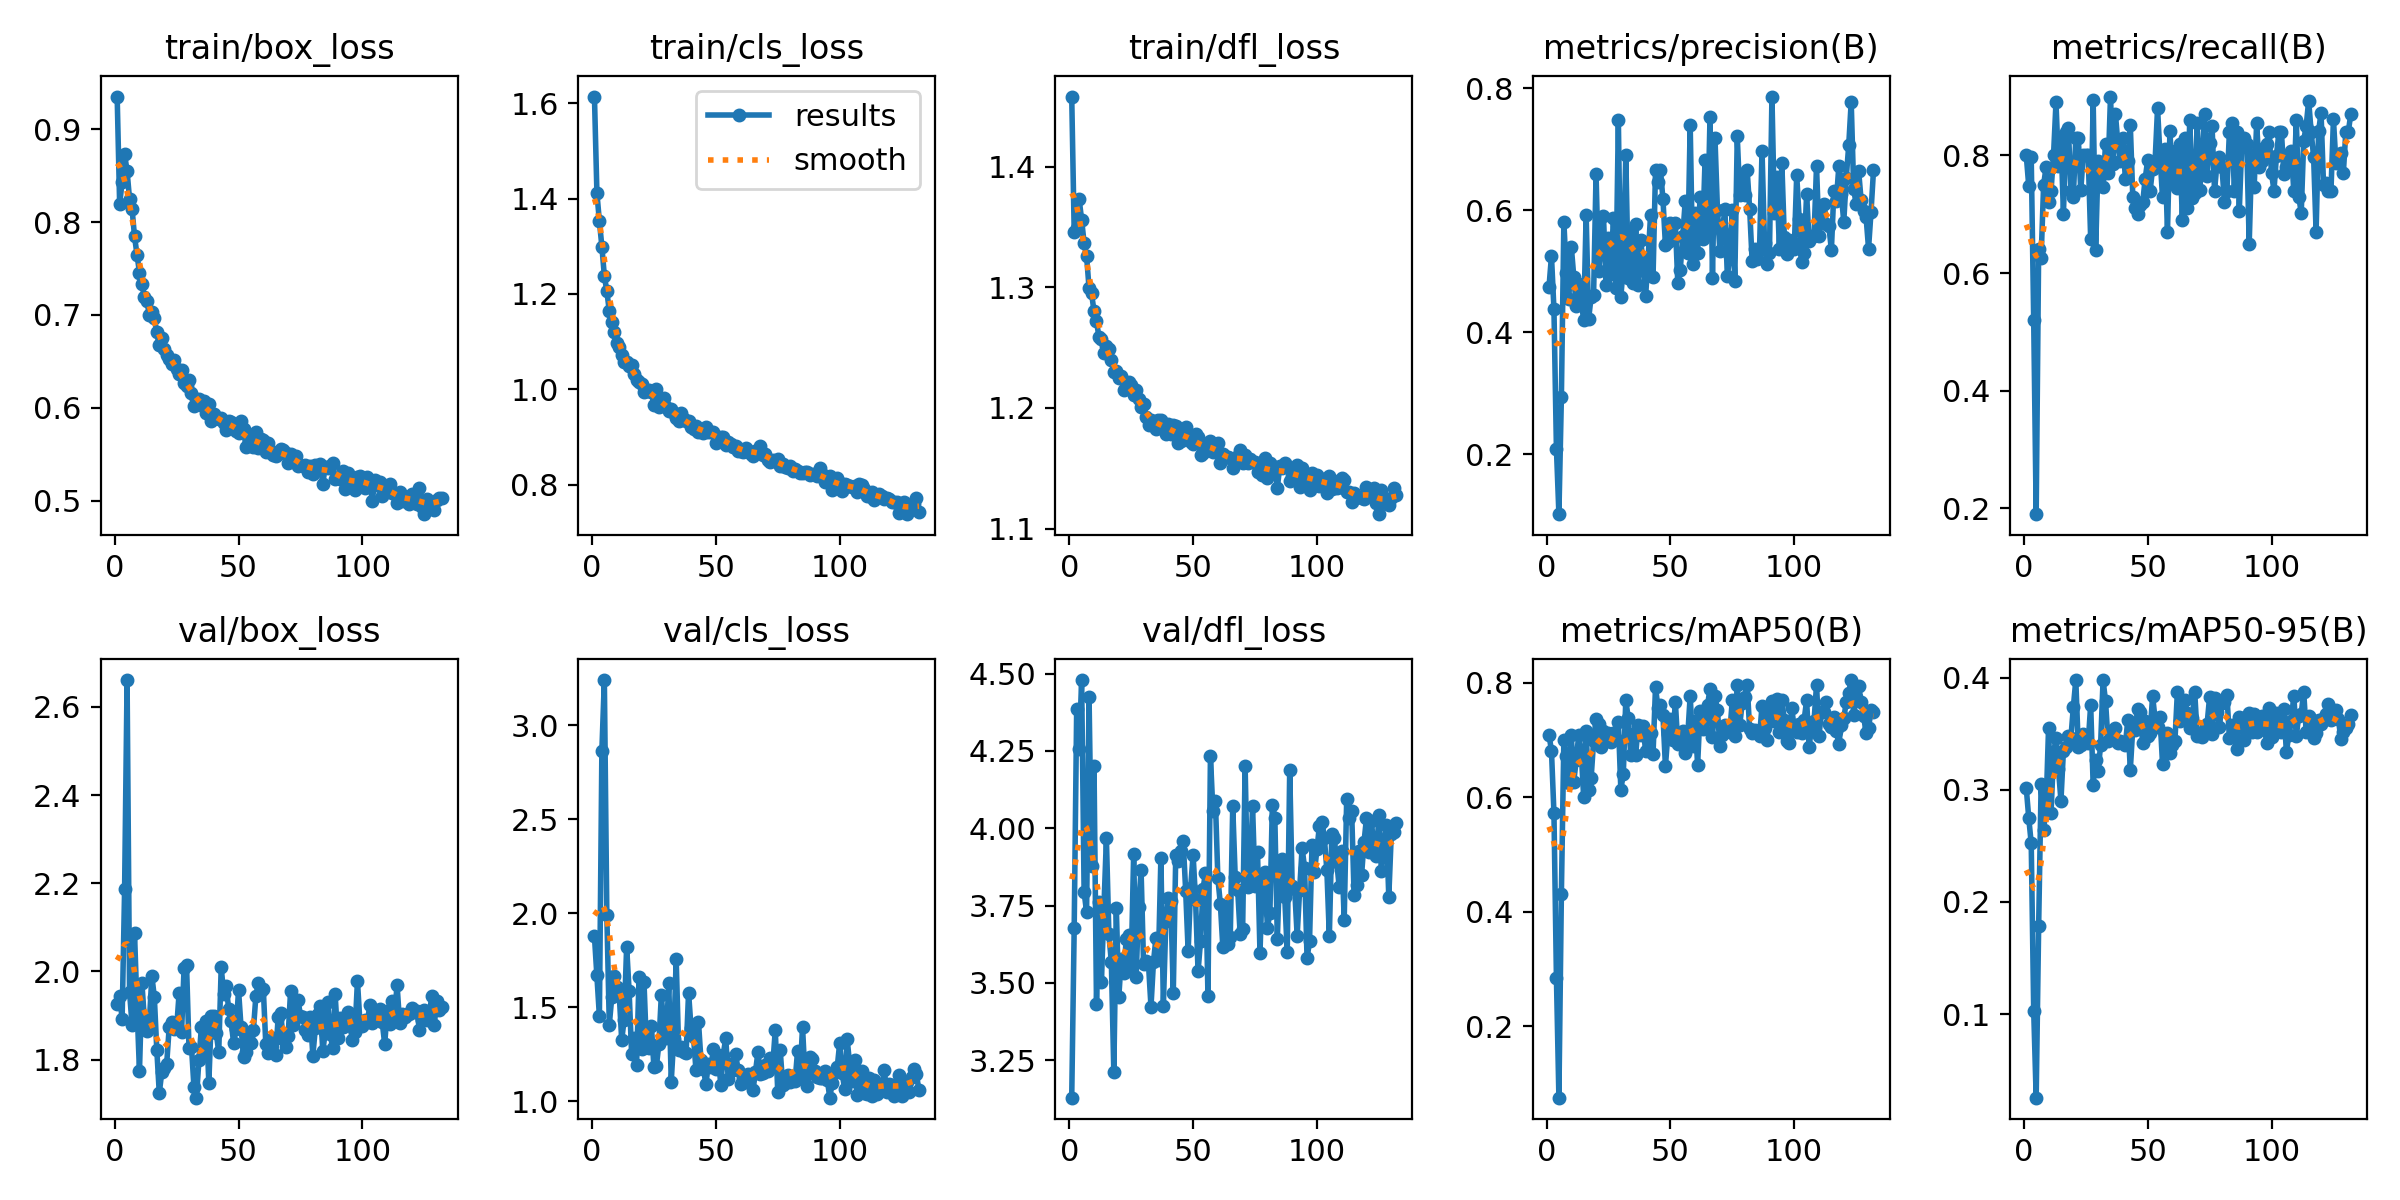 train/box_loss
train/cls_loss
train/dfl_loss
metrics/precision(B)
metrics/recall(B)
0.9
0.8
0.7
0.6
0.5
0 50 100
results
smooth
1.6
1.4
1.2
1.0
0.8
0 50 100
1.4
1.3
1.2
1.1
0 50 100
0.8
0.6
0.4
0.2
0 50 100
0.8
0.6
0.4
0.2
0 50 100
val/box_loss
val/cls_loss
val/dfl_loss
metrics/mAP50(B)
metrics/mAP50-95(B)
2.6
2.4
2.2
2.0
1.8
0 50 100
3.0
2.5
2.0
1.5
1.0
0 50 100
4.50
4.25
4.00
3.75
3.50
3.25
0 50 100
0.8
0.6
0.4
0.2
0 50 100
0.4
0.3
0.2
0.1
0 50 100